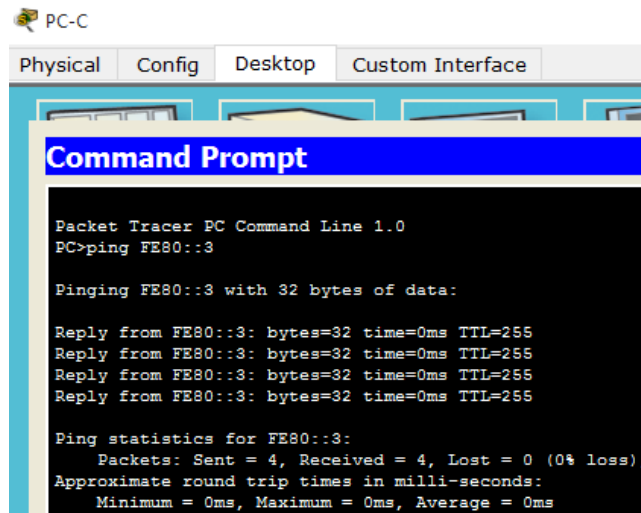 PC-C
Physical Config Desktop Custom Interface
Command Prompt
Packet Tracer PC Command Line 1.0
PC>ping FE80::3
Pinging FE80::3 with 32 bytes of data:
Reply from FE80::3: bytes=32 time=0ms TTL=255
Reply from FE80::3: bytes=32 time=0ms TTL=255
Reply from FE80::3: bytes=32 time=0ms TTL=255
Reply from FE80::3: bytes=32 time=0ms TTL=255
Ping statistics for FE80::3:
Packets: Sent = 4, Received = 4, Lost = 0 (0% loss)
Approximate round trip times in milli-seconds:
Minimum = 0ms, Maximum = 0ms, Average = 0ms